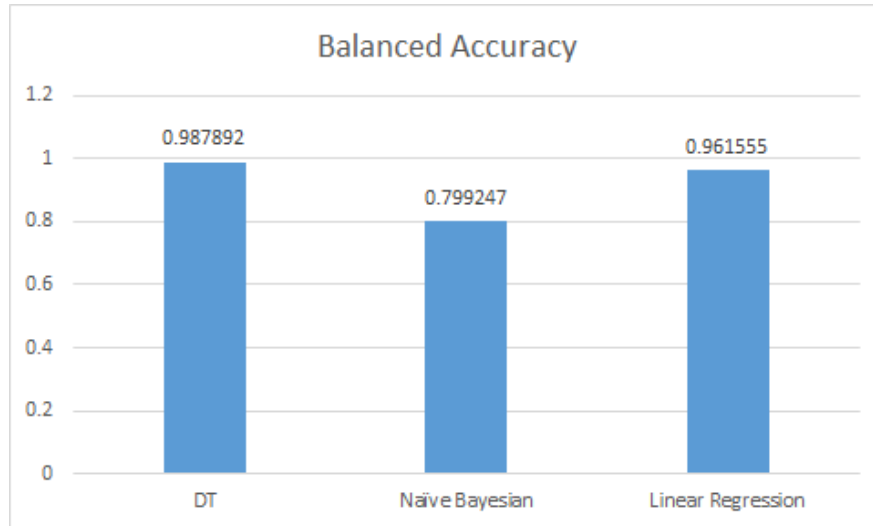 Balanced Accuracy
1.2
1
0.8
0.6
0.4
0.2
0
0.987892
0.799247
0.961555
DT
Naïve Bayesian
Linear Regression